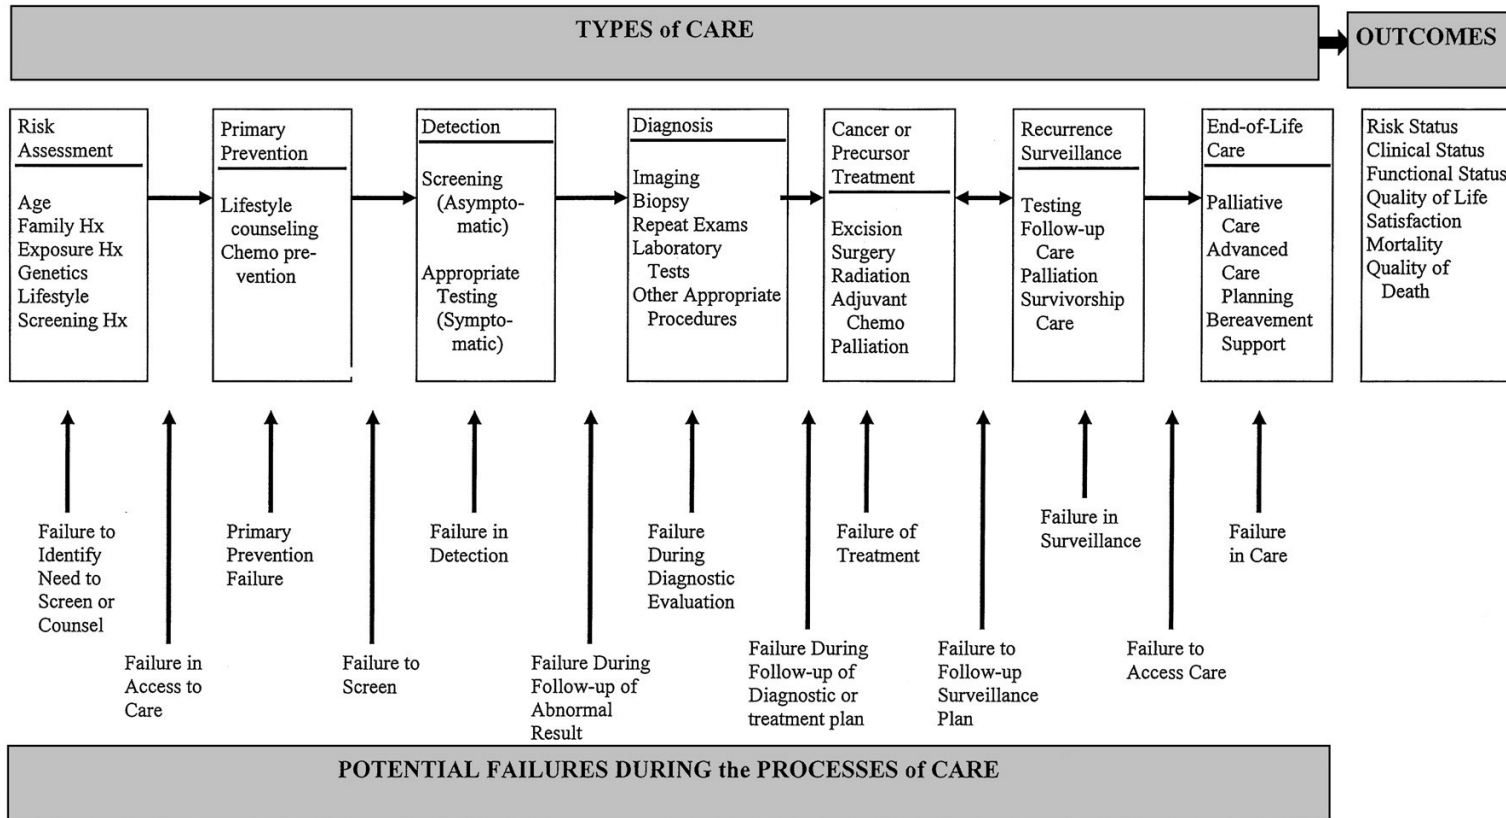 TYPES of CARE
OUTCOMES
Risk
Assessment
Age
Family Hx
Exposure Hx
Genetics
Lifestyle
Screening Hx
Primary
Prevention
Lifestyle
counseling
Chemo pre-
vention
Detection
Screening
(Asympto-
matic)
Appropriate
Testing
(Sympto-
matic)
Diagnosis
Imaging
Biopsy
Repeat Exams
Laboratory
Tests
Other Appropriate
Procedures
Cancer or
Precursor
Treatment
Excision
Surgery
Radiation
Adjuvant
Chemo
Palliation
Recurrence
Surveillance
Testing
Follow-up
Care
Palliation
Survivorship
Care
End-of-Life
Care
Palliative
Care
Advanced
Care
Planning
Bereavement
Support
Risk Status
Clinical Status
Functional Status
Quality of Life
Satisfaction
Mortality
Quality of
Death
Failure to
Identify
Need to
Screen or
Counsel
Failure in
Access to
Care
Primary
Prevention
Failure
Failure to
Screen
Failure in
Detection
Failure During
Follow-up of
Abnormal
Result
Failure
During
Diagnostic
Evaluation
Failure During
Follow-up of
Diagnostic or
treatment plan
Failure of
Treatment
Failure to
Follow-up
Surveillance
Plan
Failure in
Surveillance
Failure to
Access Care
Failure
in Care
POTENTIAL FAILURES DURING the PROCESSES of CARE